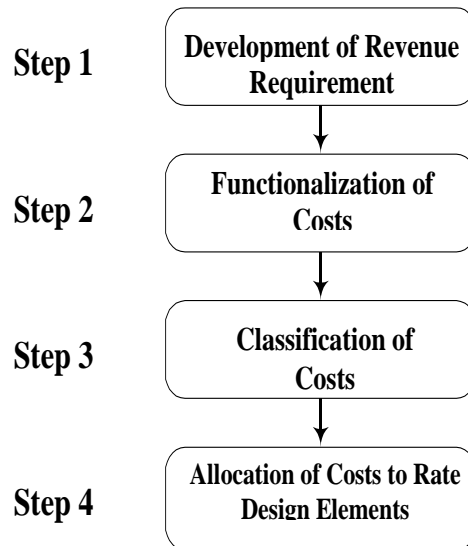 Step 1
Development of Revenue
Requirement
Step 2
Functionalization of
Costs
Step 3
Classification of
Costs
Step 4
Allocation of Costs to Rate
Design Elements